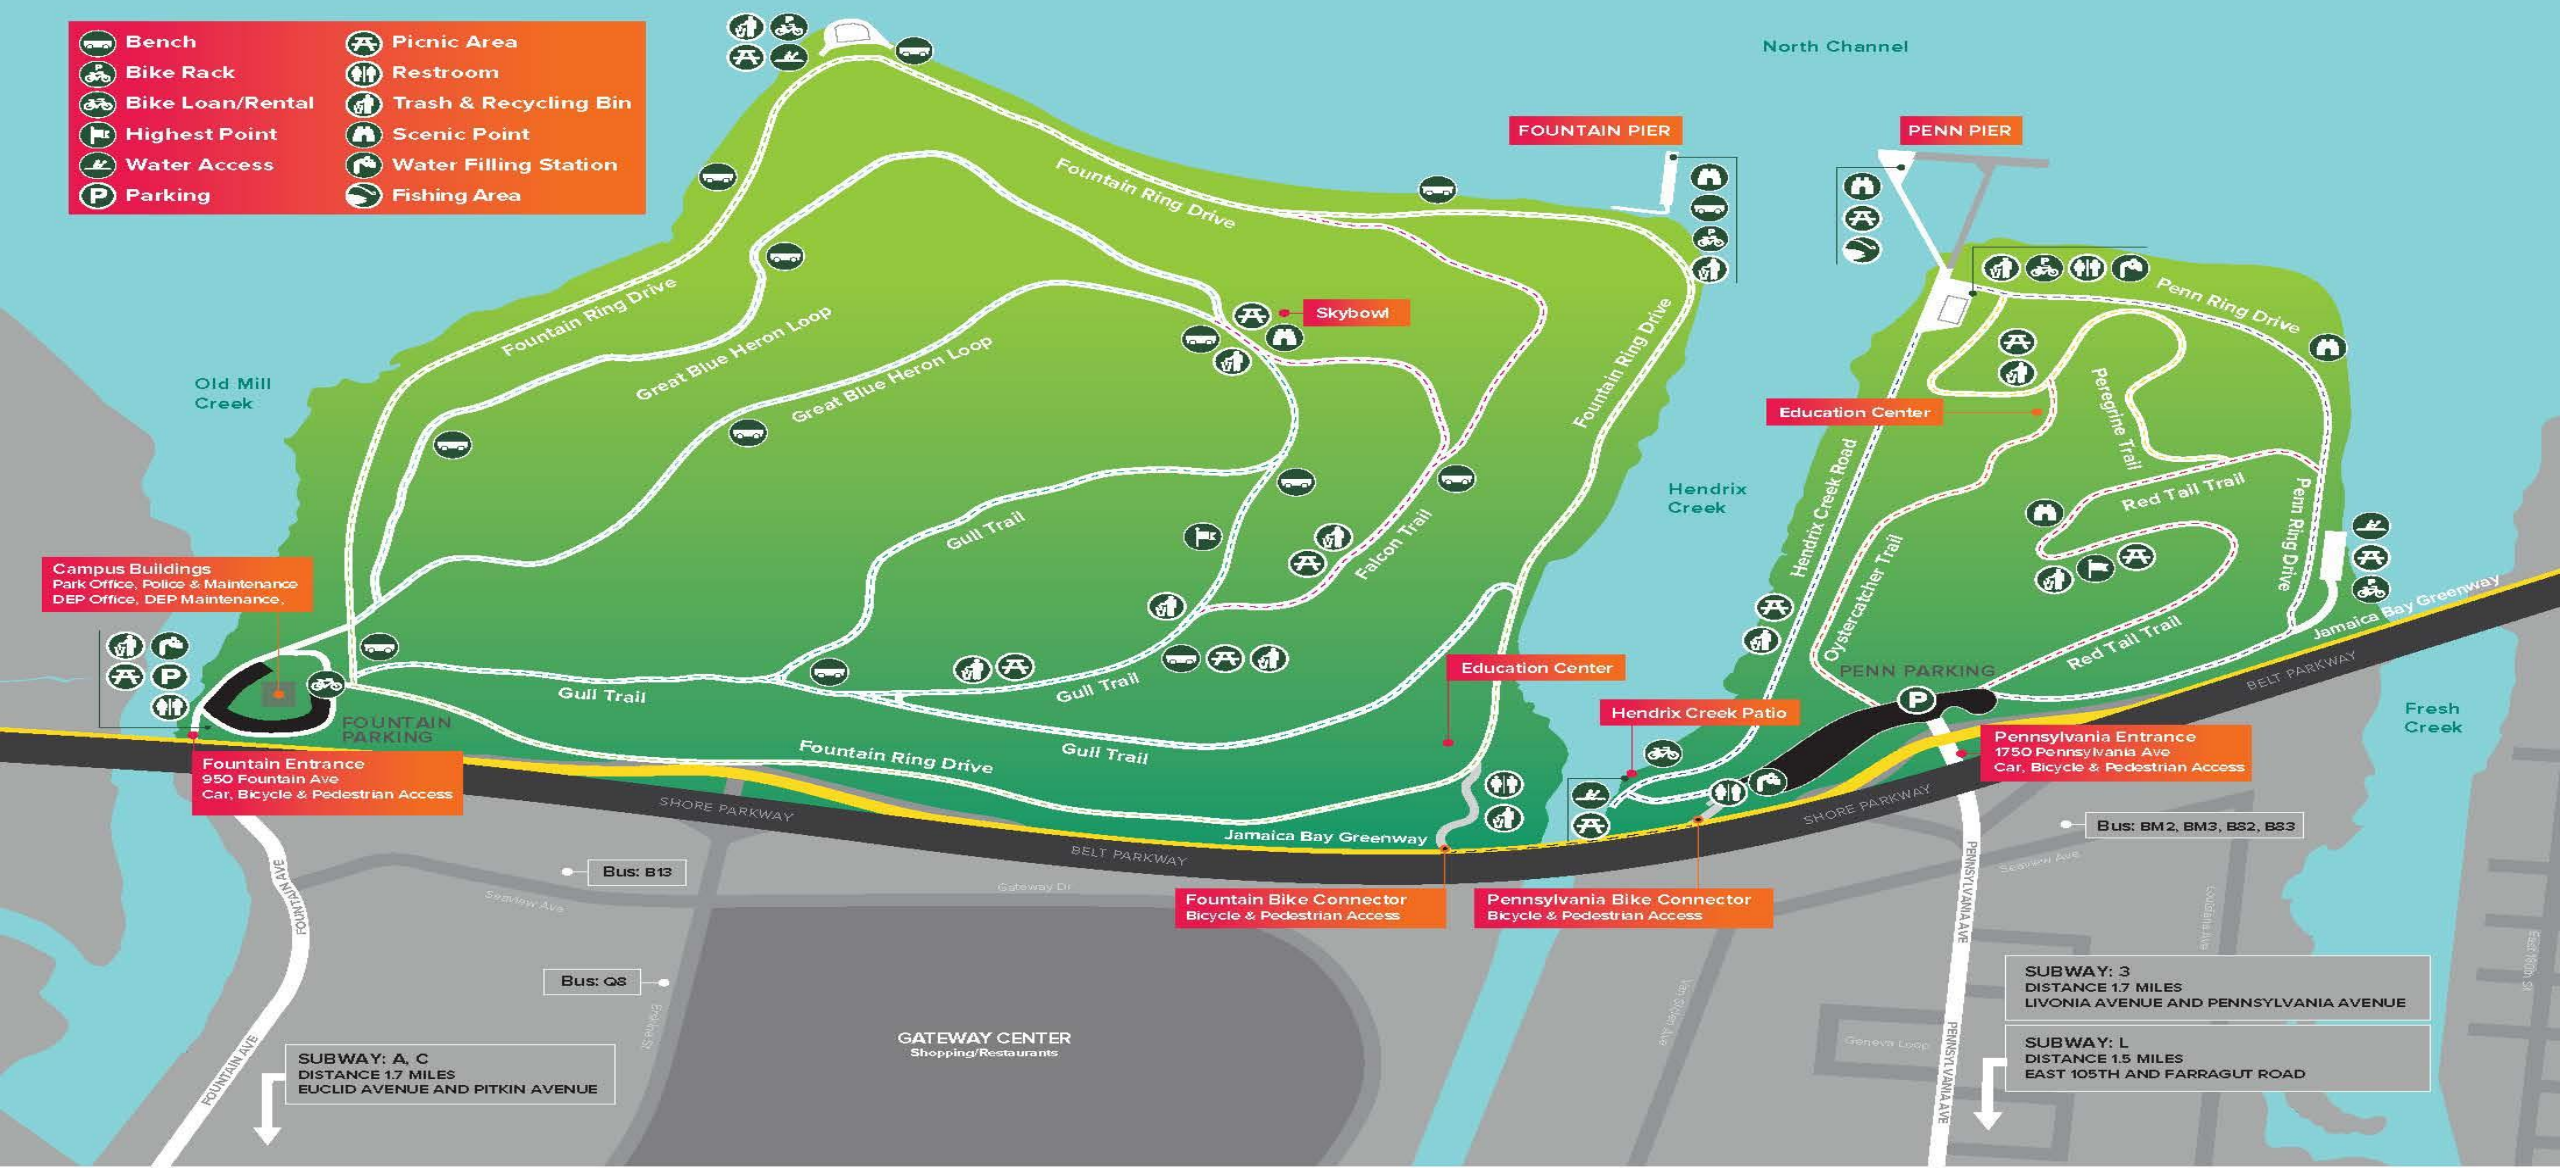 Bench
Bike Rack
Bike Loan/Rental
Highest Point
Water Access
P
Parking
Picnic Area
Restroom
Trash & Recycling Bin
Scenic Point
Water Filling Station
Fishing Area
North Channel
FOUNTAIN PIER
PENN PIER
Fountain Ring Drive
Fountain Ring Drive
Fountain Ring Drive
Great Blue Heron Loop
Great Blue Heron Loop
Skybowl
Old Mill
Creek
Penn Ring Drive
Peregrine Trail
Education Center
Hendrix Creek Road
Hendrix
Creek
Red Tail Trail
Penn Ring Drive
Gull Trail
Falcon Trail
Oystercatcher Trail
Campus Buildings
Park Office, Police & Maintenance
DEP Office, DEP Maintenance,
P
Jamaica Bay Greenway
Red Tail Trail
PENN PARKING
P
BELT PARKWAY
Education Center
Gull Trail
Gull Trail
Gull Trail
Hendrix Creek Patio
Fresh
Creek
FOUNTAIN
PARKING
Fountain Ring Drive
Fountain Entrance
950 Fountain Ave
Car, Bicycle & Pedestrian Access
Pennsylvania Entrance
1750 Pennsylvania Ave
Car, Bicycle & Pedestrian Access
SHORE PARKWAY
SHORE PARKWAY
Jamaica Bay Greenway
BELT PARKWAY
Bus: BM2, BM3, B82, B83
Bus: B13
Seaview Ave
Seaview Ave
Gateway Dr
Fountain Bike Connector
Bicycle & Pedestrian Access
Pennsylvania Bike Connector
Bicycle & Pedestrian Access
FOUNTAIN AVE
FOUNTAIN AVE
PENNSYLVANIA AVE
PENNSYLVANIA AVE
Louisiana Ave
Bus: Q8
Erskine St
Van Siclen Ave
Geneva Loop
GATEWAY CENTER
Shopping/Restaurants
SUBWAY: A, C
DISTANCE 1.7 MILES
EUCLID AVENUE AND PITKIN AVENUE
SUBWAY: 3
DISTANCE 1.7 MILES
LIVONIA AVENUE AND PENNSYLVANIA AVENUE
SUBWAY: L
DISTANCE 1.5 MILES
EAST 105TH AND FARRAGUT ROAD